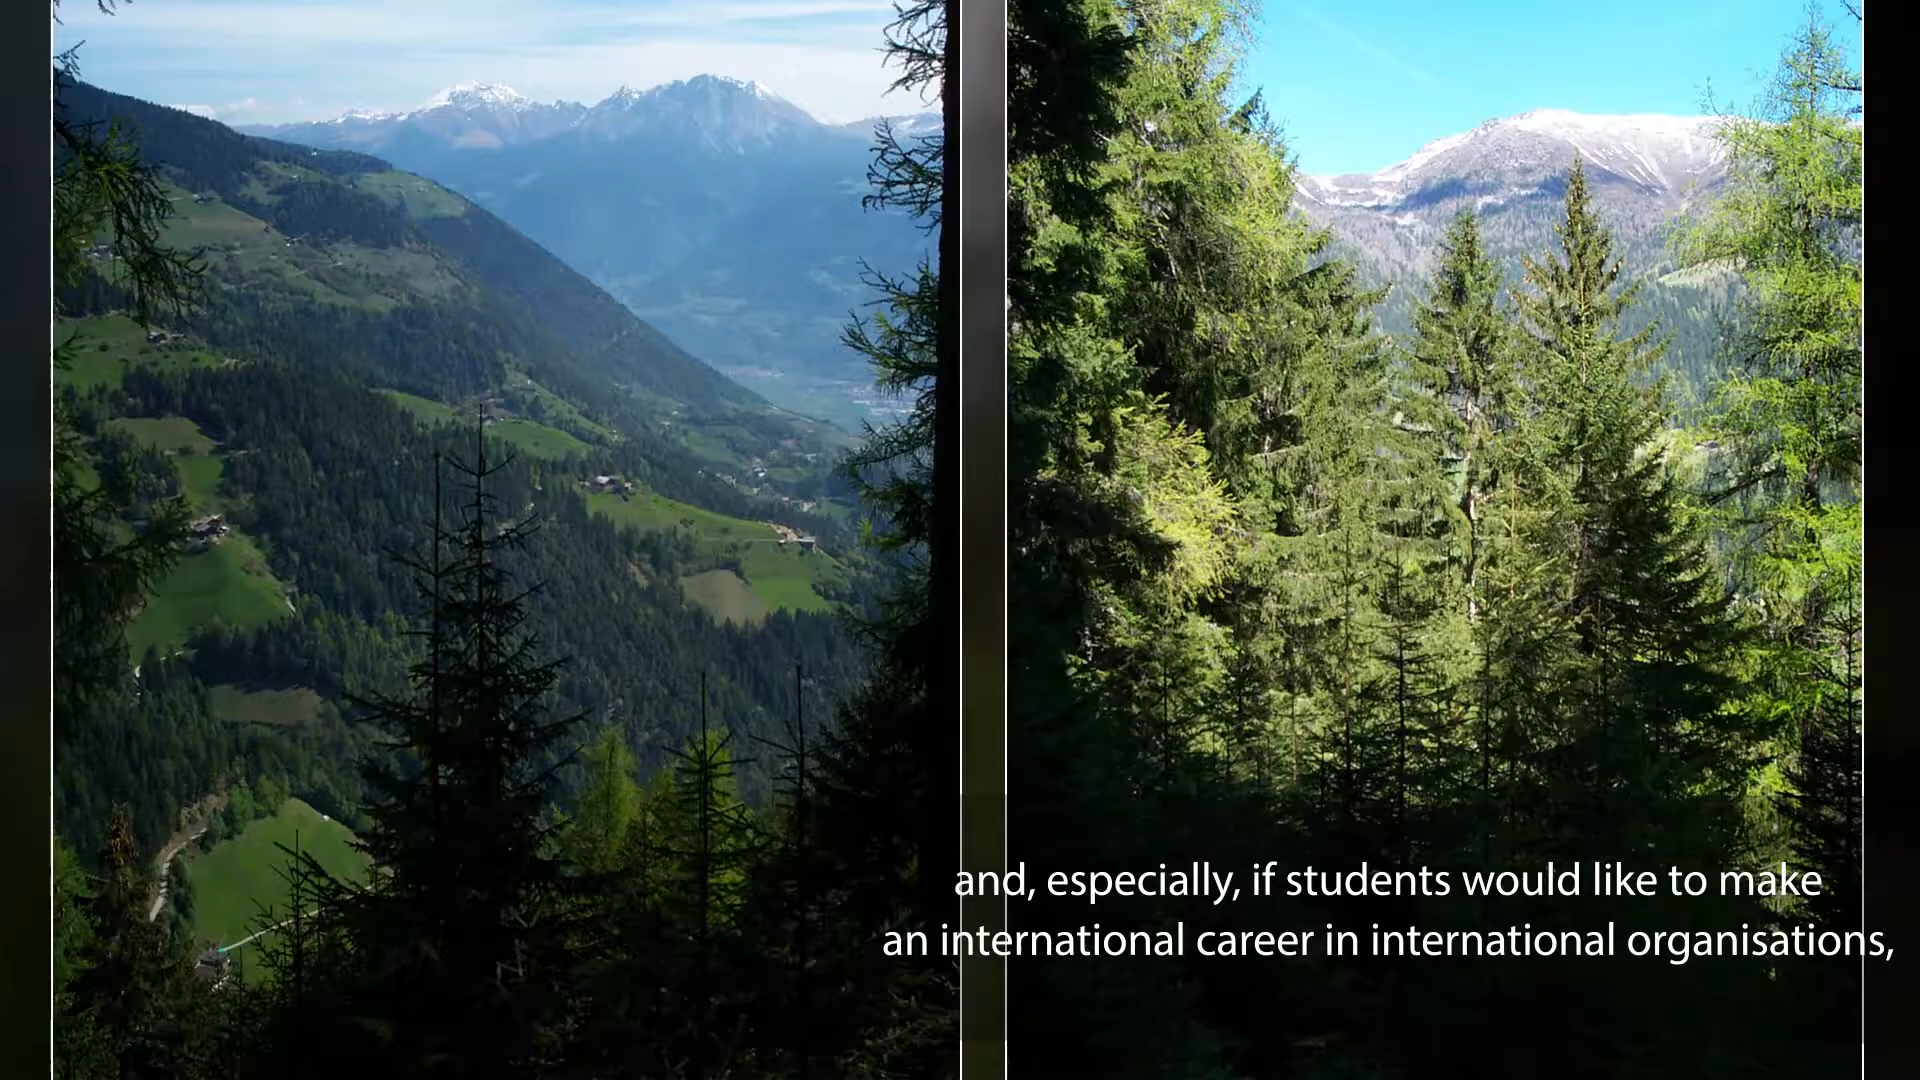 and, especially, if students would like to make
an international career in international organisations,